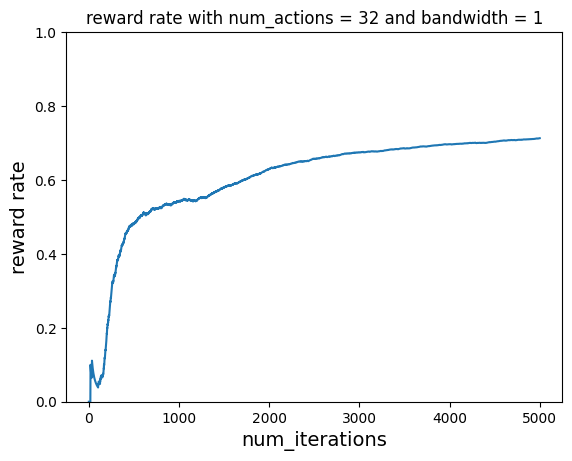 reward rate with num_actions = 32 and bandwidth = 1
1.0
0.8
0.6
0.4
0.2
0.0
reward rate
0 1000 2000 3000 4000 5000
num_iterations